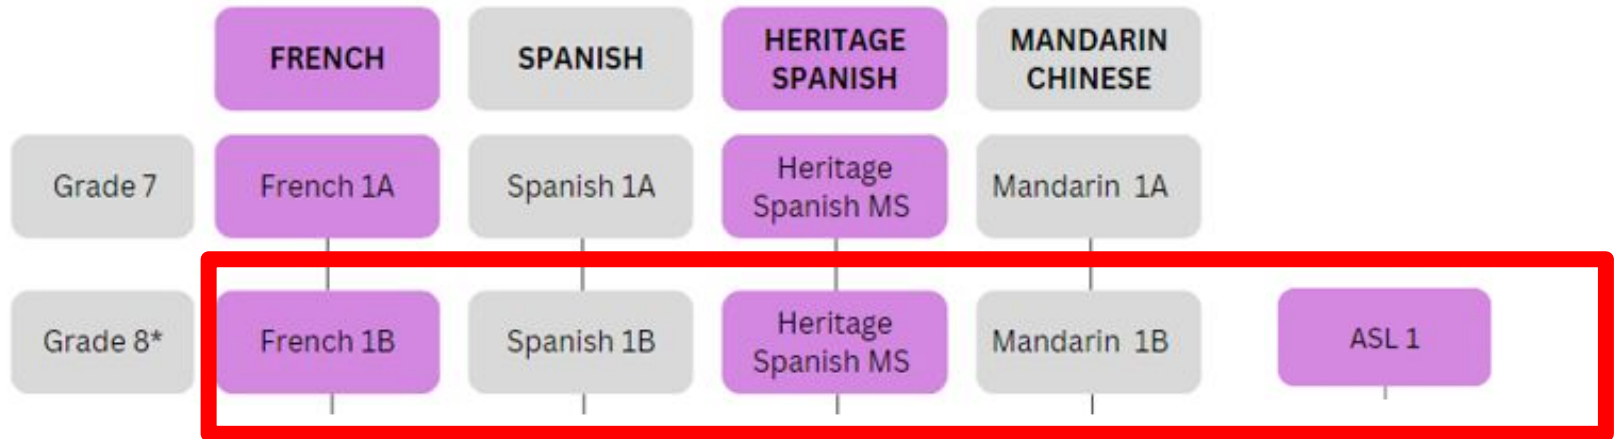 FRENCH
SPANISH
HERITAGE
SPANISH
MANDARIN
CHINESE
Grade 7
French 1A
Spanish 1A
Heritage
Spanish MS
Mandarin 1A
Grade 8*
French 1B
Spanish 1B
Heritage
Spanish MS
Mandarin 1B
ASL 1